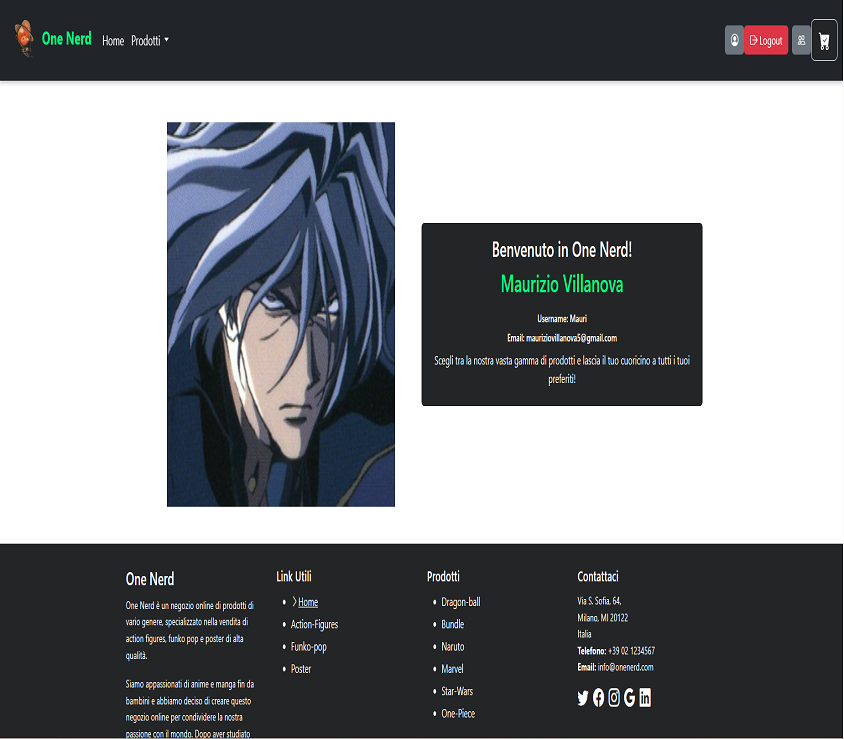 One Nerd Home Prodotti Logout
Benvenuto in One Nerd!
Maurizio Villanova
Username: Mauri
Email: mauriziovillanova5@gmail.com
Scegli tra la nostra vasta gamma di prodotti e lascia il tuo cuoricino a tutti i tuoi
preferiti!
One Nerd
One Nerd è un negozio online di prodotti di
vario genere, specializzato nella vendita di
action figures, funko pop e poster di alta
qualità.
Siamo appassionati di anime e manga fin da
bambini e abbiamo deciso di creare questo
negozio online per condividere la nostra
passione con il mondo. Dopo aver studiato
Link Utili
Home
Action-Figures
Funko-pop
Poster
Prodotti
Dragon-ball
Bundle
Naruto
Marvel
Star-Wars
One-Piece
Contattaci
Via S. Sofia, 64,
Milano, MI 20122
Italia
Telefono: +39 02 1234567
Email: info@onenerd.com